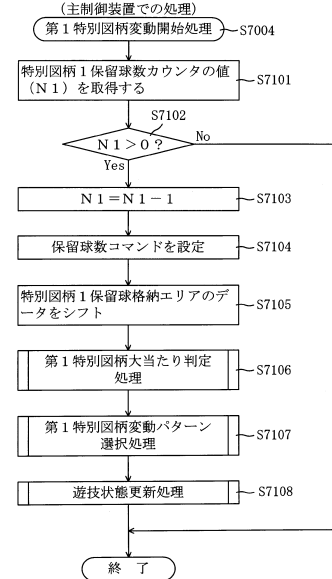 (主制御装置での処理)
第1特別図柄変動開始処理
S7004
特別図柄1保留球数カウンタの値
(N1)を取得する
S7101
S7102
N1>0?
No
Yes
N1=N1-1
S7103
保留球数コマンドを設定
S7104
特別図柄1保留球格納エリアのデ
ータをシフト
S7105
第1特別図柄大当たり判定
処理
S7106
第1特別図柄変動パターン
選択処理
S7107
遊技状態更新処理
S7108
終 了